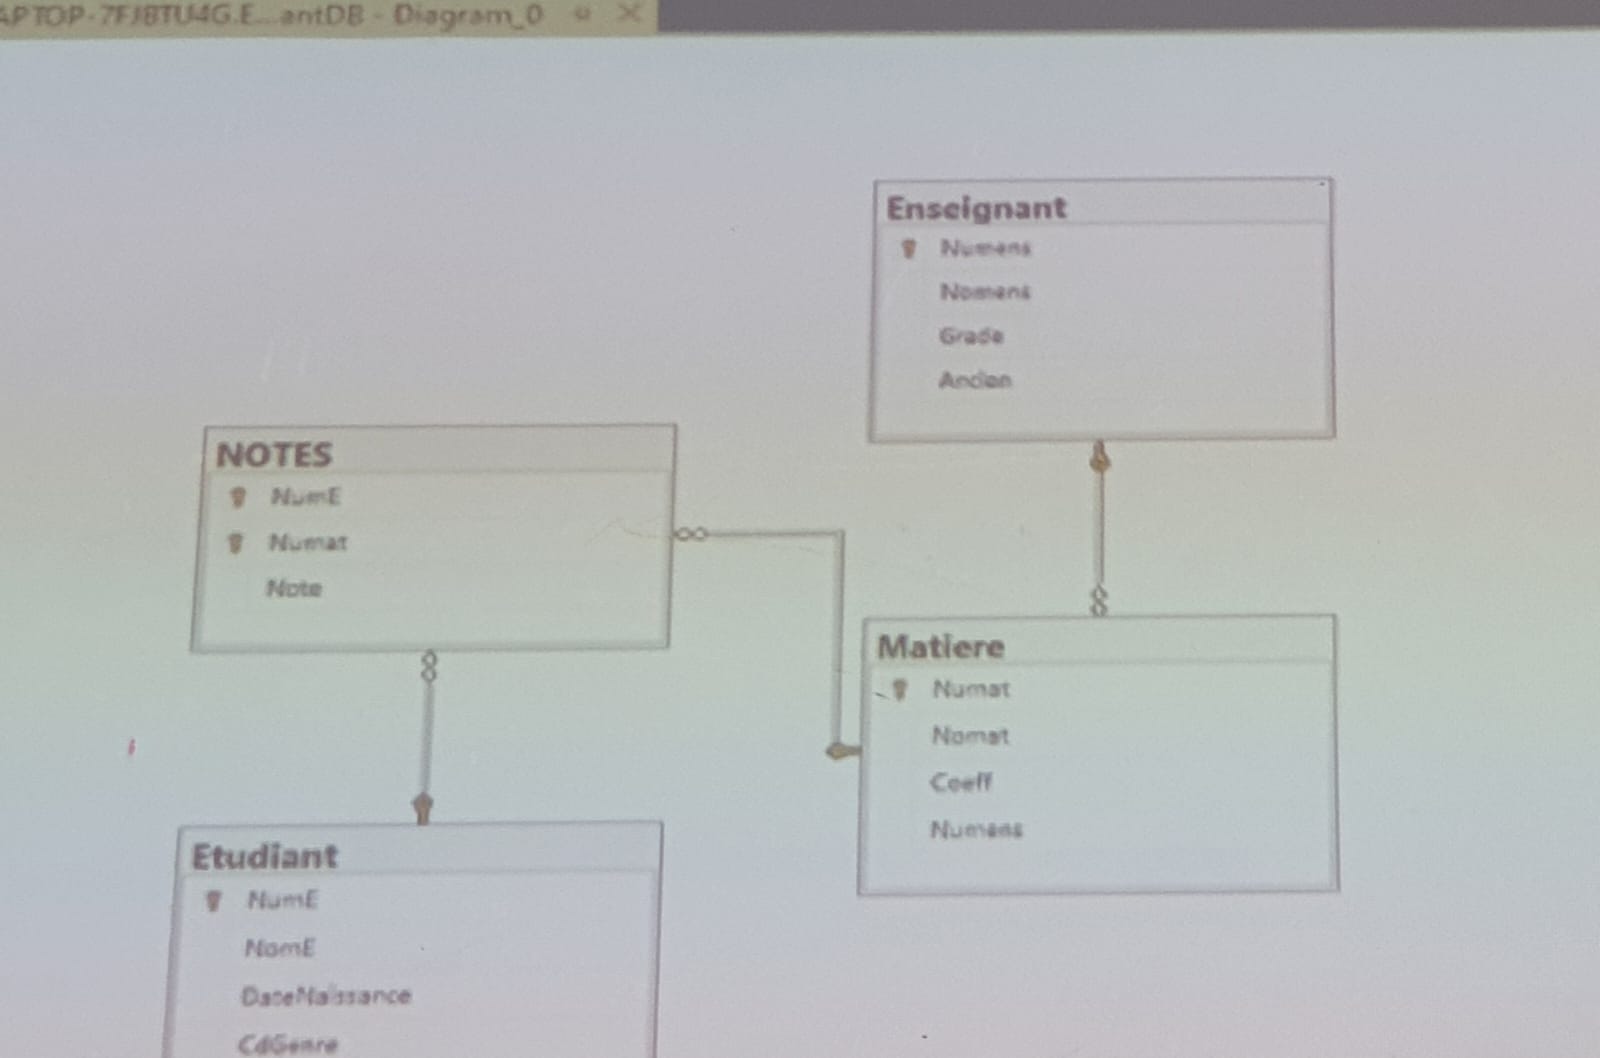 APTOP-7FJ8TU4G.E...antDB - Diagram_0
Enseignant
Numens
Nomens
Grade
Ancien
NOTES
NumE
Numat
Note
Matiere
Numat
Nomat
Coeff
Numens
Etudiant
NumE
NomE
DateNaissance
CdGenre